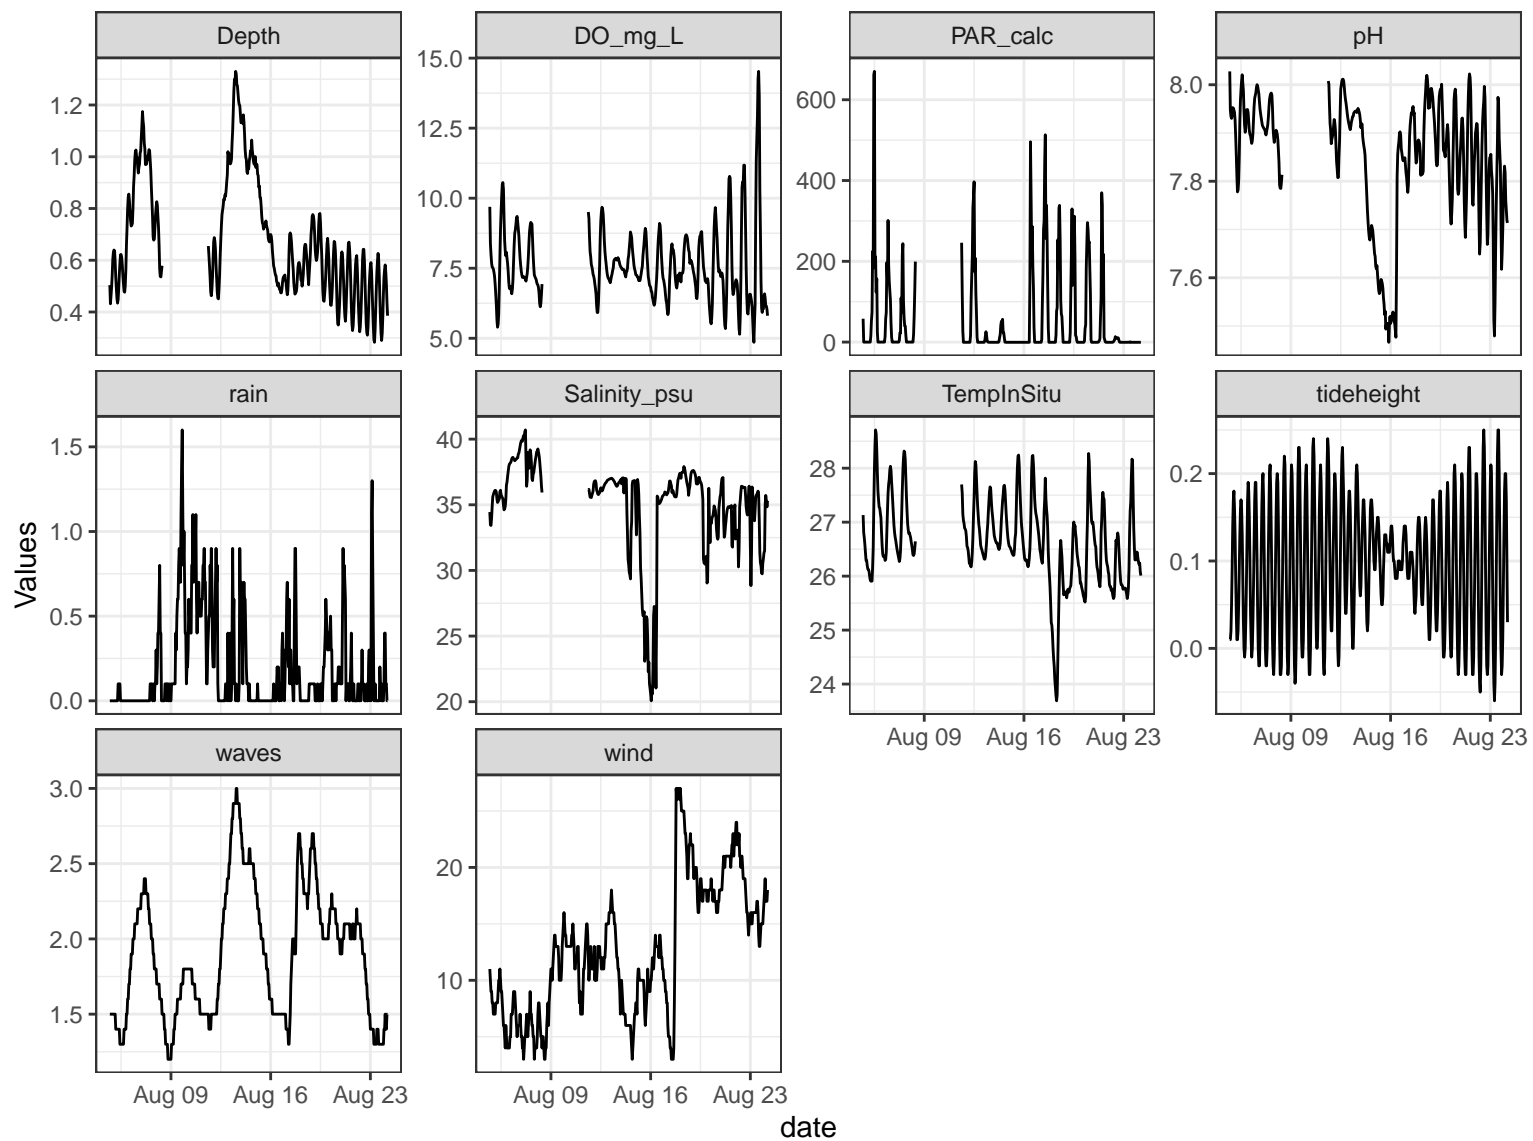 Depth DO_mg_L PAR_calc pH
15.0
1.2 12.5 600 8.0
1.0 10.0 400 7.8
0.8 7.5 200 7.6
0.6 5.0 0
0.4
rain Salinity_psu TempInSitu tideheight
1.5 40 28 0.2
1.0 35 27 0.1
0.5 30 26 0.0
0.0 25 25
20 24
Aug 09 Aug 16 Aug 23 Aug 09 Aug 16 Aug 23
Values
waves wind
3.0 20
2.5 10
2.0
1.5
Aug 09 Aug 16 Aug 23 Aug 09 Aug 16 Aug 23
date